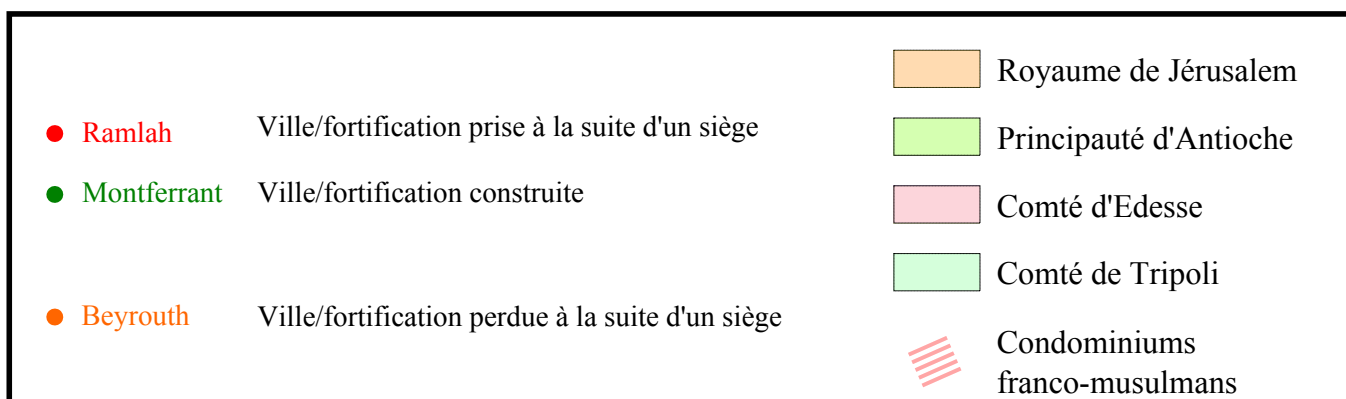 Ramlah
Ville/fortification prise à la suite d'un siège
Montferrant
Ville/fortification construite
Beyrouth
Ville/fortification perdue à la suite d'un siège
Royaume de Jérusalem
Principauté d'Antioche
Comté d'Edesse
Comté de Tripoli
Condominiums
franco-musulmans